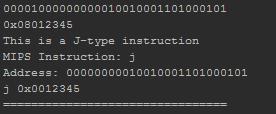 00001000000000010010001101000101
0x08012345
This is a J-type instruction
MIPS Instruction: j
Address: 00000000010010001101000101
j 0x0012345
================================